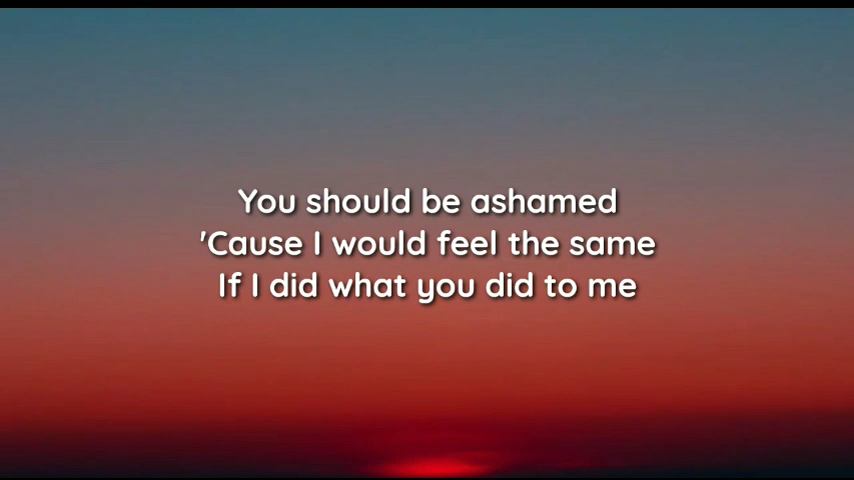 You should be ashamed
'Cause I would feel the same
If I did what you did to me